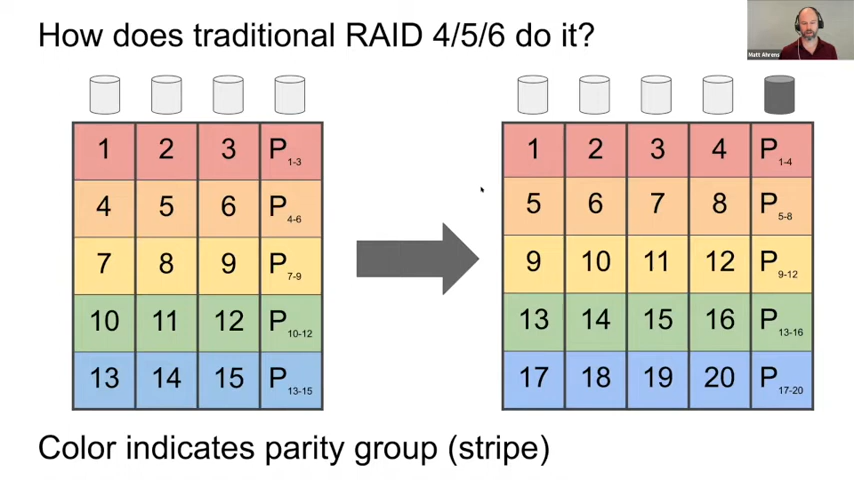 How does traditional RAID 4/5/6 do it?
Matt Ahrens
1 2 3 P1-3
4 5 6 P4-6
7 8 9 P7-9
10 11 12 P10-12
13 14 15 P13-15
1 2 3 4 P1-4
5 6 7 8 P5-8
9 10 11 12 P9-12
13 14 15 16 P13-16
17 18 19 20 P17-20
Color indicates parity group (stripe)